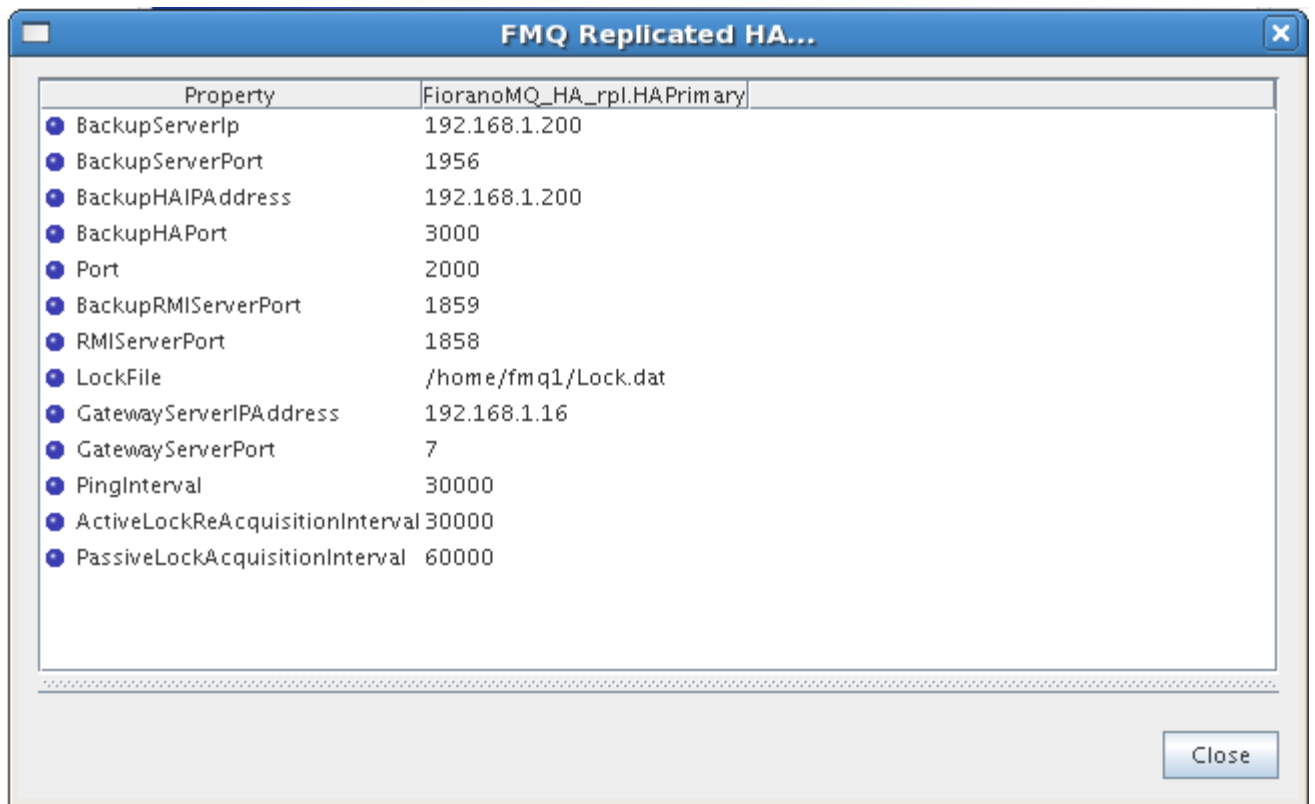 FMQ Replicated HA...
Property FioranoMQ_HA_rpl.HAPrimary
BackupServerIp 192.168.1.200
BackupServerPort 1956
BackupHAIPAddress 192.168.1.200
BackupHAPort 3000
Port 2000
BackupRMIServerPort 1859
RMIServerPort 1858
LockFile /home/fmq1/Lock.dat
GatewayServerIPAddress 192.168.1.16
GatewayServerPort 7
PingInterval 30000
ActiveLockReAcquisitionInterval 30000
PassiveLockAcquisitionInterval 60000
Close